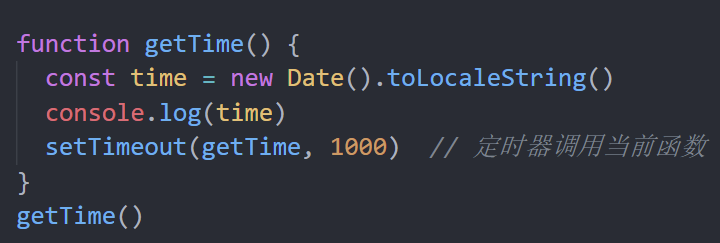 function getTime() {
  const time = new Date().toLocaleString()
  console.log(time)
  setTimeout(getTime, 1000)  // 定时器调用当前函数
}
getTime()